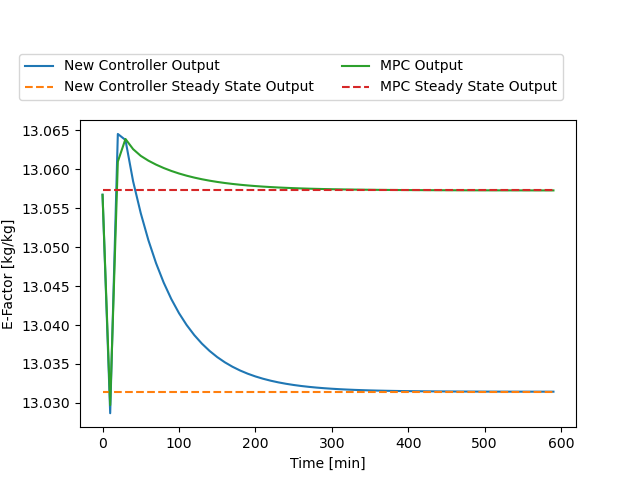 New Controller Output
New Controller Steady State Output
MPC Output
MPC Steady State Output
E-Factor [kg/kg]
13.065
13.060
13.055
13.050
13.045
13.040
13.035
13.030
0 100 200 300 400 500 600
Time [min]